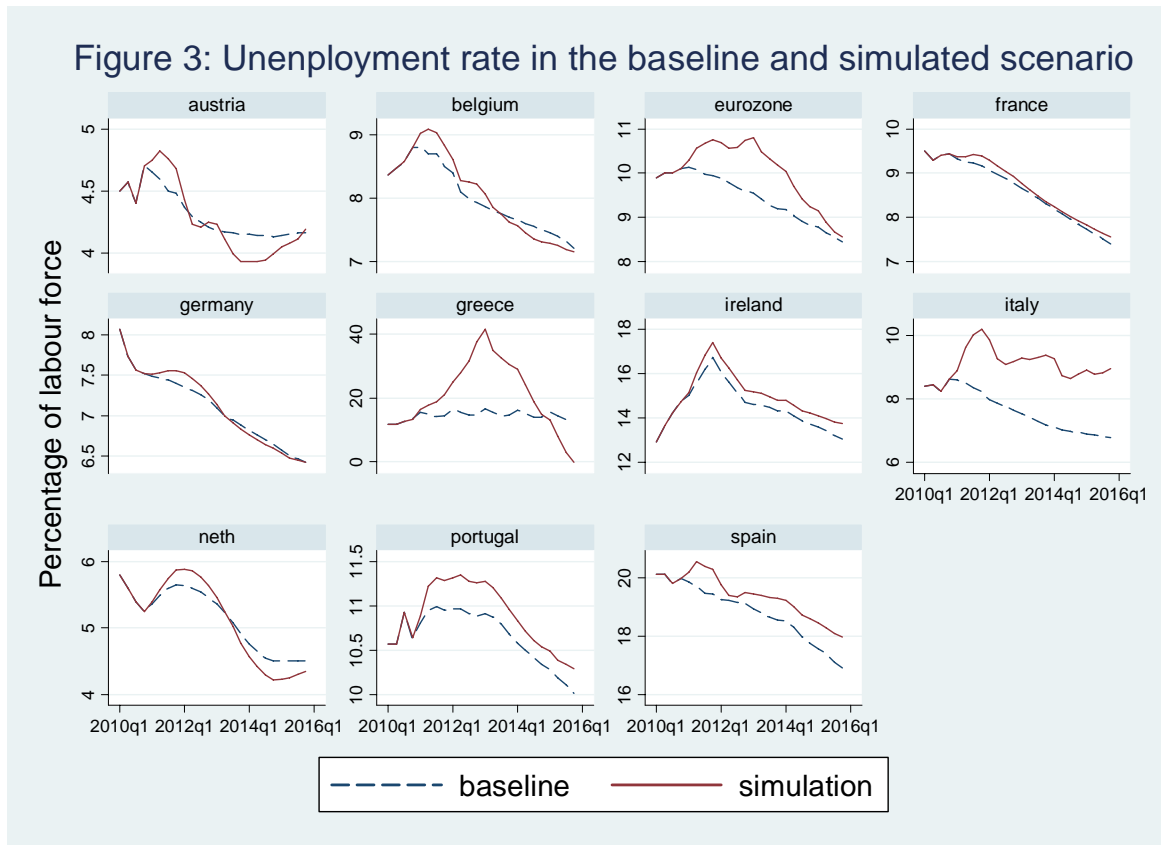 Figure 3: Unenployment rate in the baseline and simulated scenario
austria
belgium
eurozone
france
5
4.5
4
9
8
7
11
10
9
8
10
9
8
7
germany
greece
ireland
italy
8
7.5
7
6.5
40
20
0
18
16
14
12
10
8
6
2010q1 2012q1 2014q1 2016q1
neth
portugal
spain
6
5
4
11.5
11
10.5
10
20
18
16
2010q1 2012q1 2014q1 2016q1
2010q1 2012q1 2014q1 2016q1
2010q1 2012q1 2014q1 2016q1
Percentage of labour force
baseline
simulation